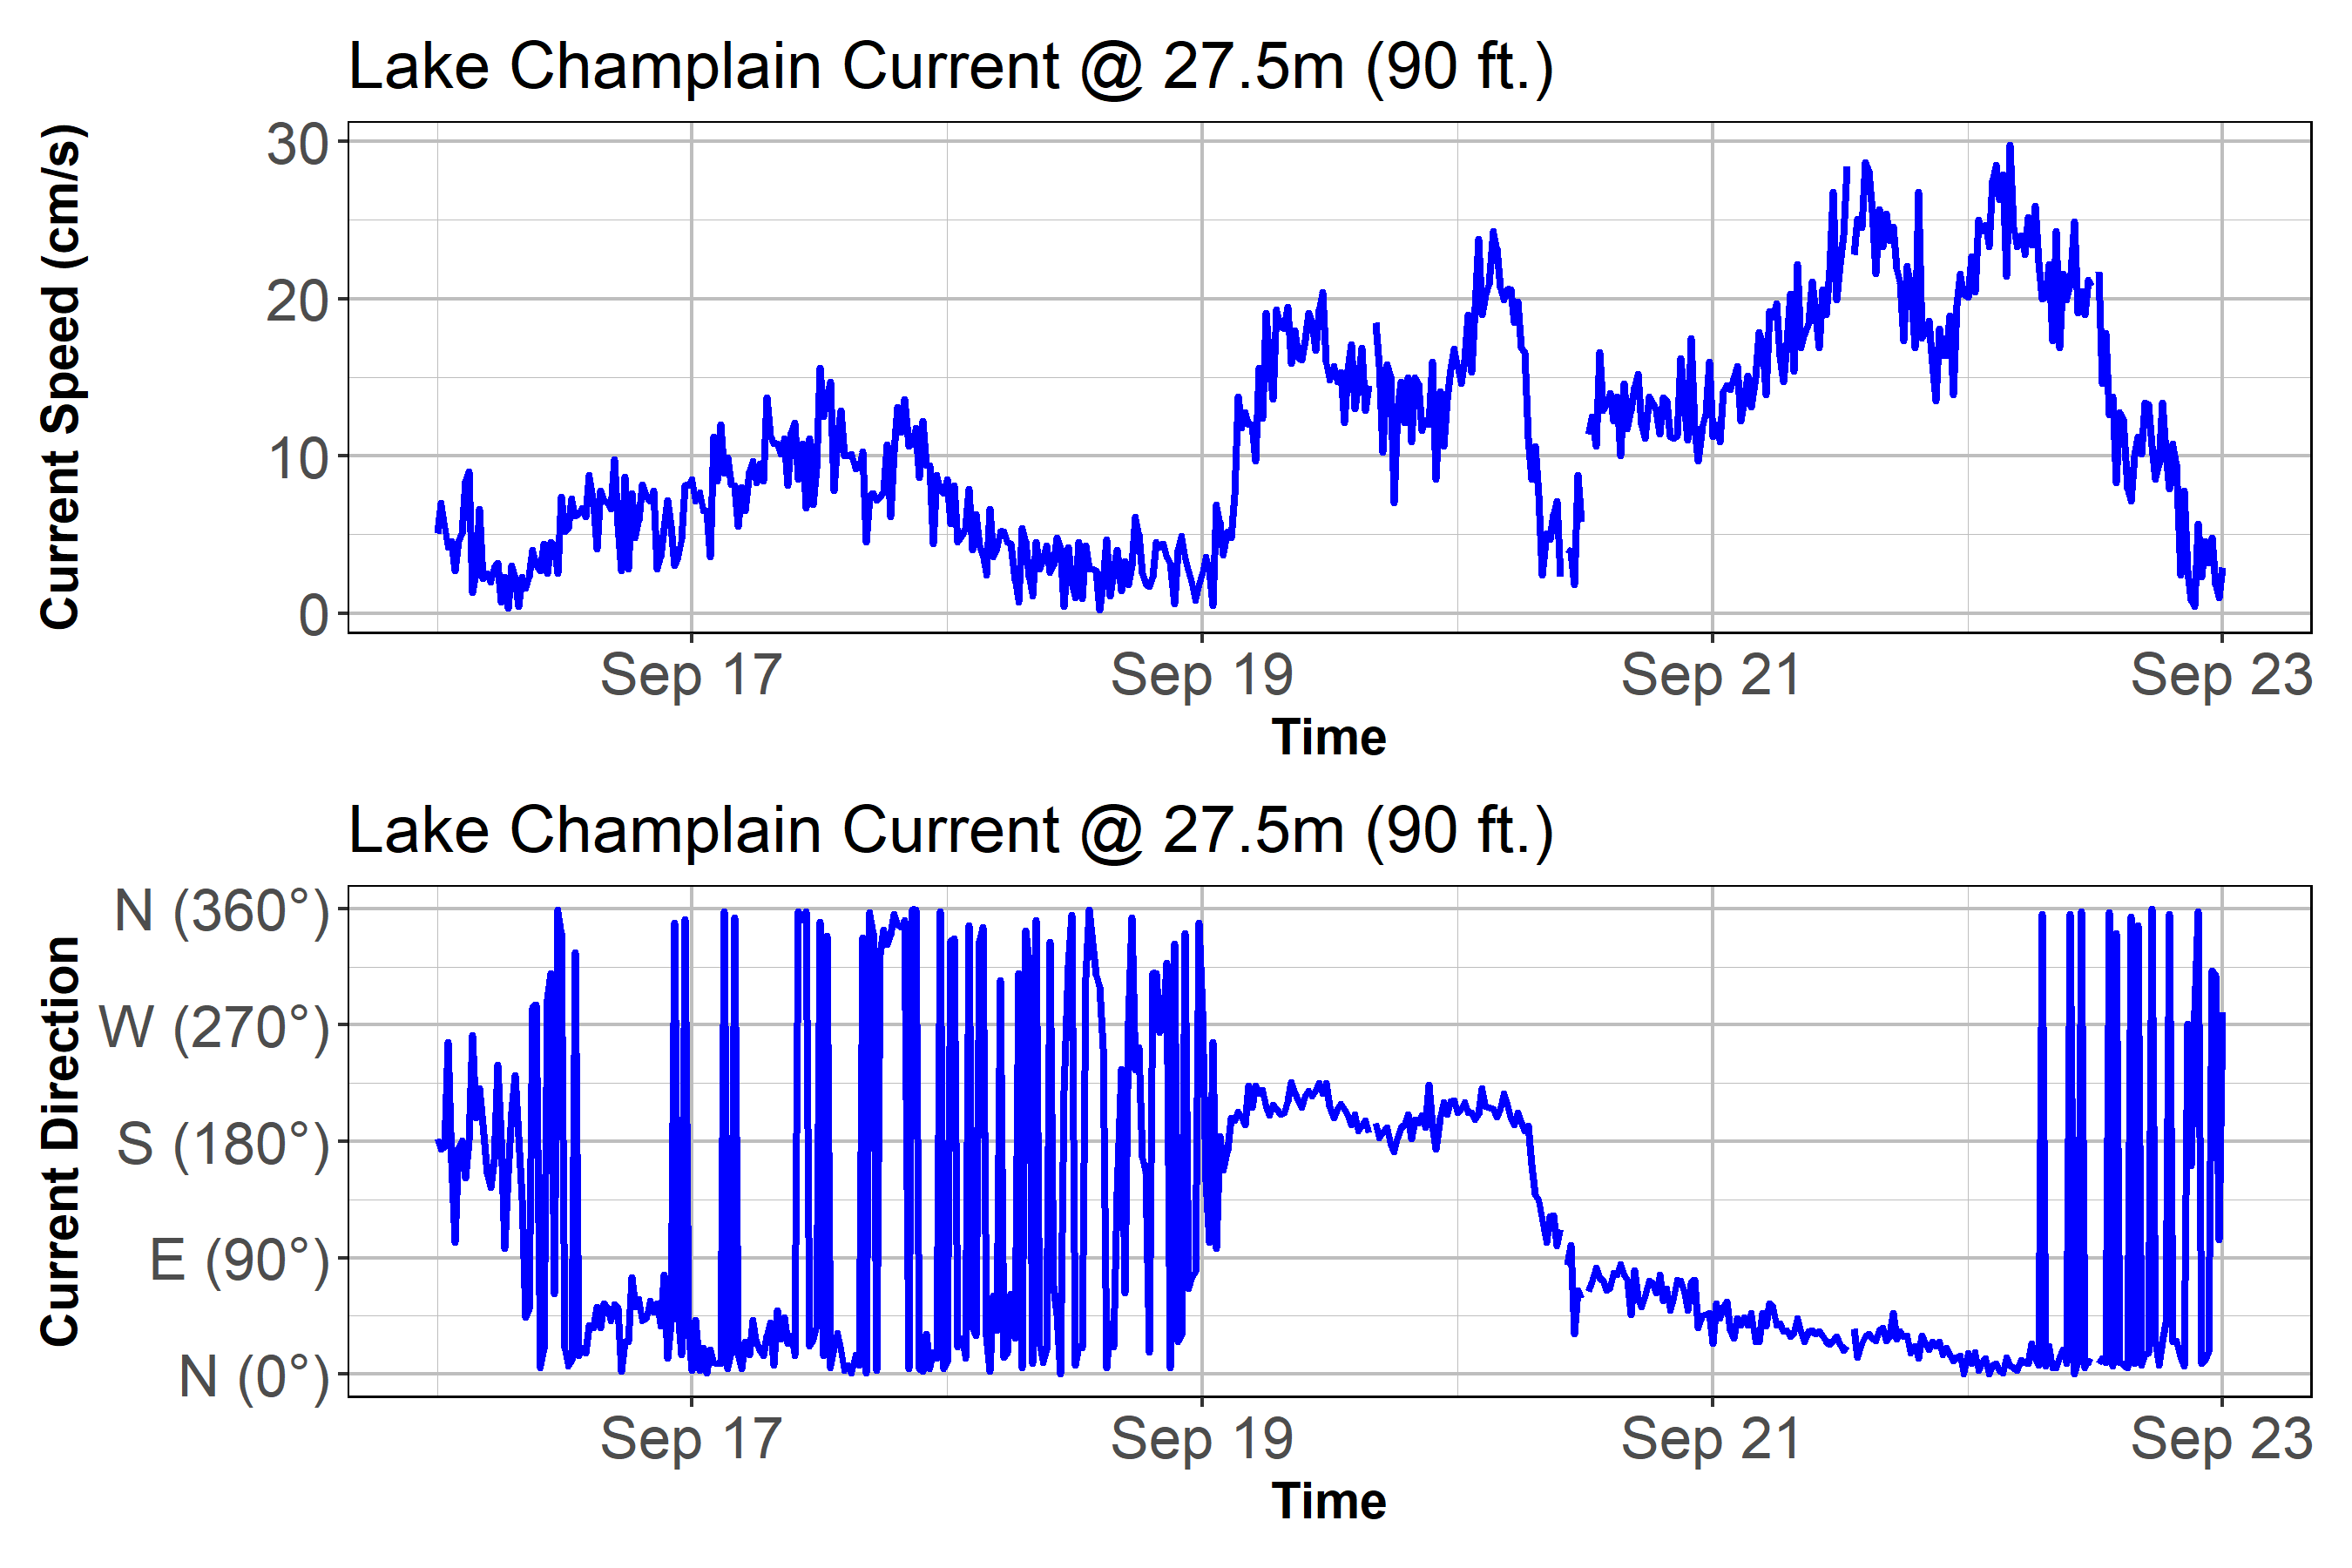 Lake Champlain Current @ 27.5m (90 ft.)
Current Speed (cm/s)
30
20
10
0
Sep 17 Sep 19 Sep 21 Sep 23
Time
Lake Champlain Current @ 27.5m (90 ft.)
Current Direction
N (360°)
W (270°)
S (180°)
E (90°)
N (0°)
Sep 17 Sep 19 Sep 21 Sep 23
Time